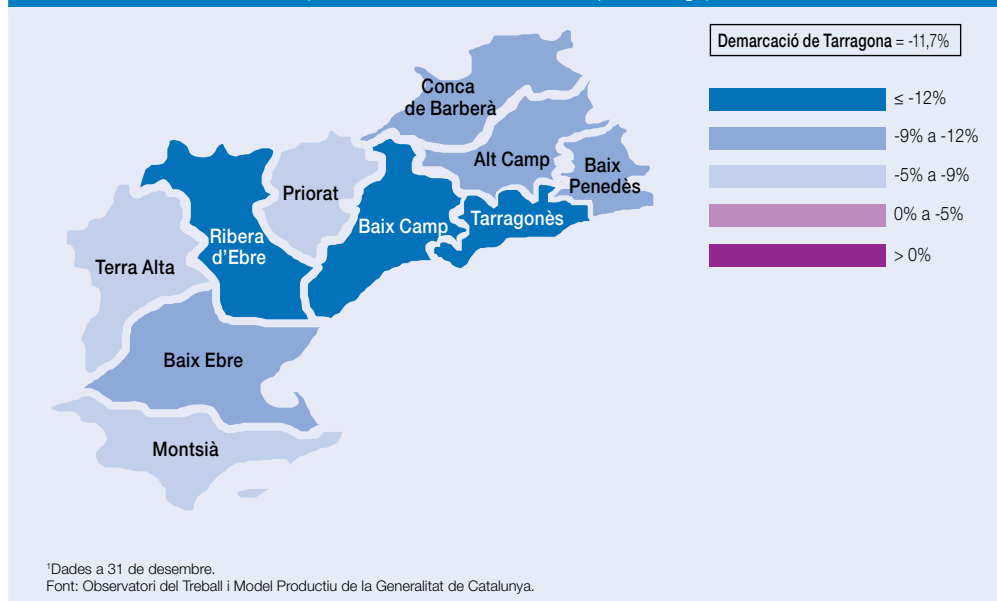 Demarcació de Tarragona = -11,7%
≤ -12%
-9% a -12%
-5% a -9%
0% a -5%
> 0%
Conca
de Barberà
Alt Camp
Baix
Penedès
Priorat
Baix Camp
Tarragonès
Ribera
d'Ebre
Terra Alta
Baix Ebre
Montsià
¹Dades a 31 de desembre.
Font: Observatori del Treball i Model Productiu de la Generalitat de Catalunya.